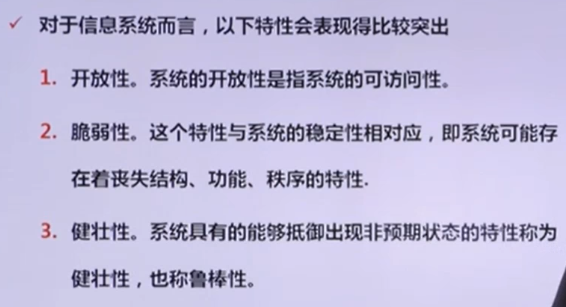 ✓ 对于信息系统而言，以下特性会表现得比较突出
1. 开放性。系统的开放性是指系统的可访问性。
2. 脆弱性。这个特性与系统的稳定性相对应，即系统可能存
在着丧失结构、功能、秩序的特性.
3. 健壮性。系统具有的能够抵御出现非预期状态的特性称为
健壮性，也称鲁棒性。